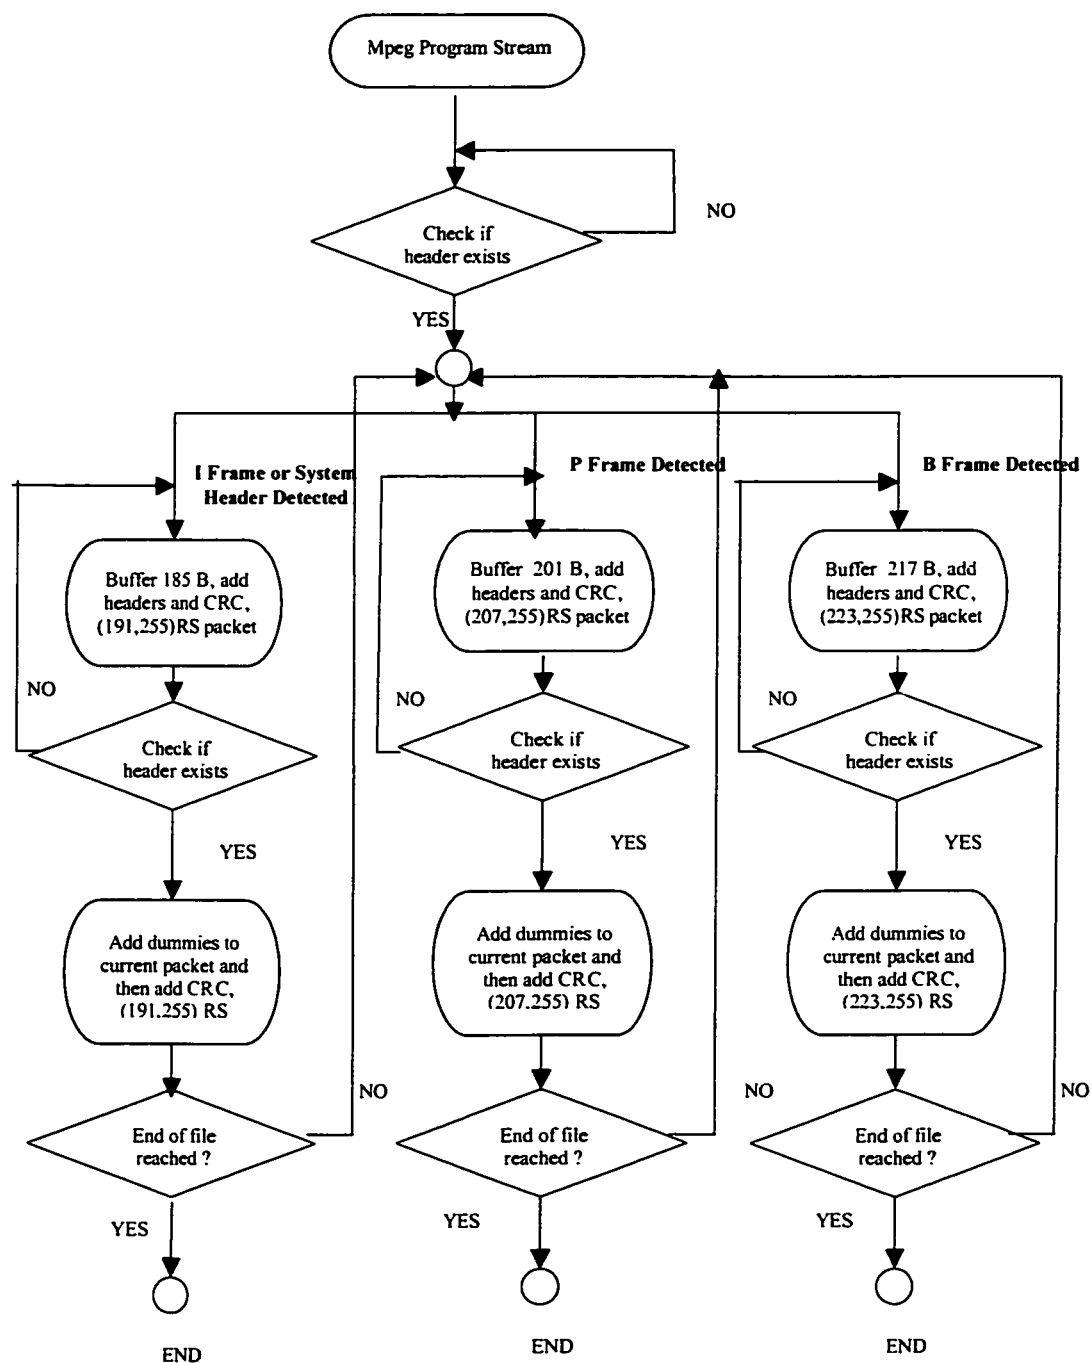 Mpeg Program Stream
NO
Check if
header exists
YES
I Frame or System
Header Detected
P Frame Detected
B Frame Detected
Buffer 185 B, add
headers and CRC,
(191,255)RS packet
Buffer 201 B, add
headers and CRC,
(207,255)RS packet
Buffer 217 B, add
headers and CRC,
(223,255)RS packet
NO
NO
NO
Check if
header exists
Check if
header exists
Check if
header exists
YES
YES
YES
Add dummies to
current packet and
then add CRC,
(191,255) RS
Add dummies to
current packet and
then add CRC,
(207,255) RS
Add dummies to
current packet and
then add CRC,
(223,255) RS
NO
NO
NO
End of file
reached ?
End of file
reached ?
End of file
reached ?
YES
YES
YES
END
END
END